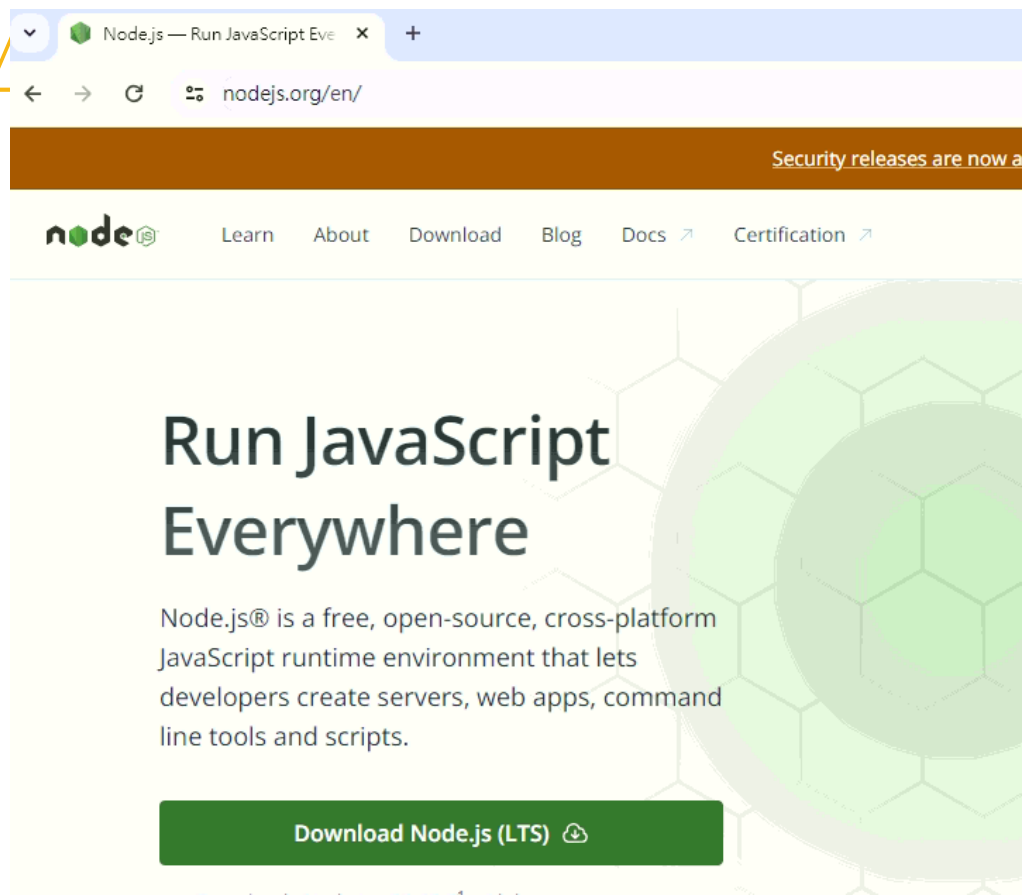 Node.js — Run JavaScript Eve
nodejs.org/en/
Security releases are now a
node JS
Learn About Download Blog Docs Certification
Run JavaScript
Everywhere
Node.js® is a free, open-source, cross-platform
JavaScript runtime environment that lets
developers create servers, web apps, command
line tools and scripts.
Download Node.js (LTS)